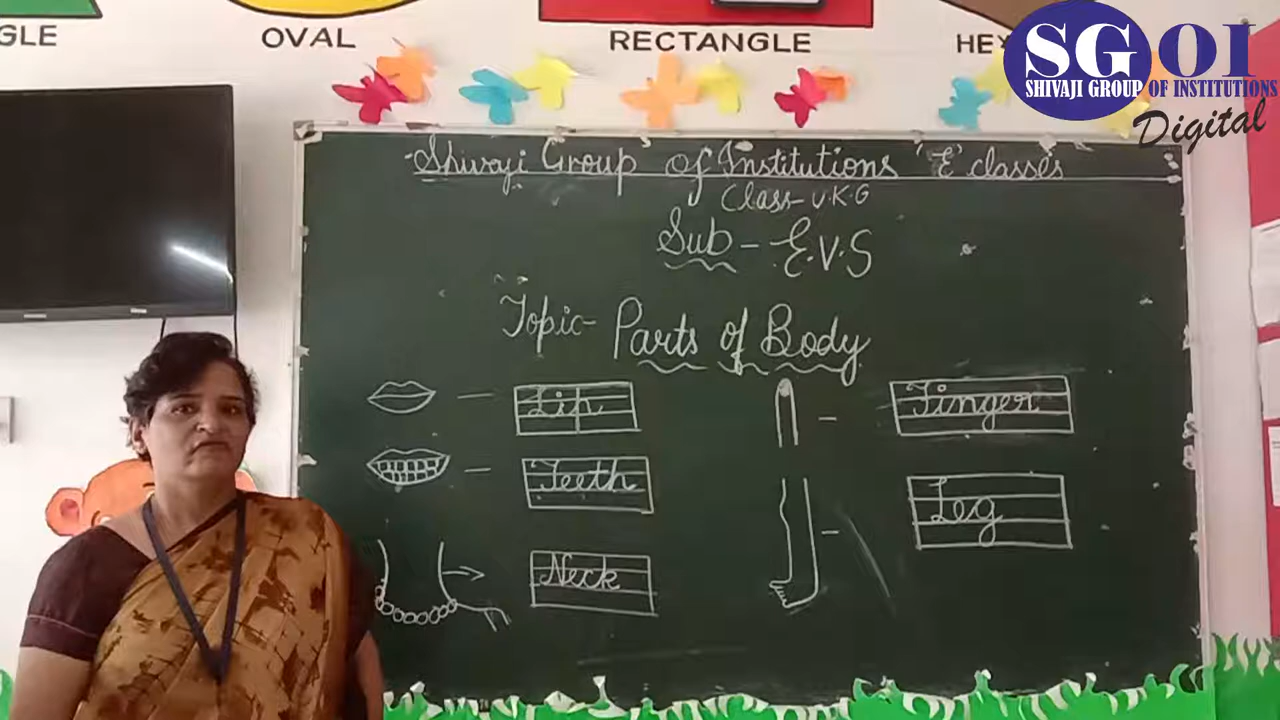 GLE
OVAL
RECTANGLE
HEX
SGOI
SHIVAJI GROUP OF INSTITUTIONS
Digital
Shivaji Group of Institutions 'E' classes
Class-U.K.G
Sub - E.V.S
Topic- Parts of Body
Lip
Teeth
Neck
Finger
Leg